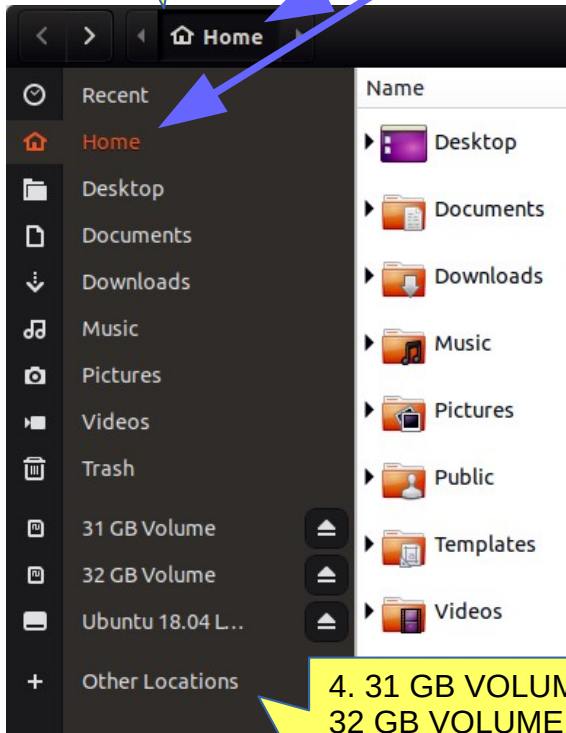 Home
Recent
Home
Desktop
Documents
Downloads
Music
Pictures
Videos
Trash
31 GB Volume
32 GB Volume
Ubuntu 18.04 L...
Other Locations
Name
Desktop
Documents
Downloads
Music
Pictures
Public
Templates
Videos
4. 31 GB VOLUM
32 GB VOLUME